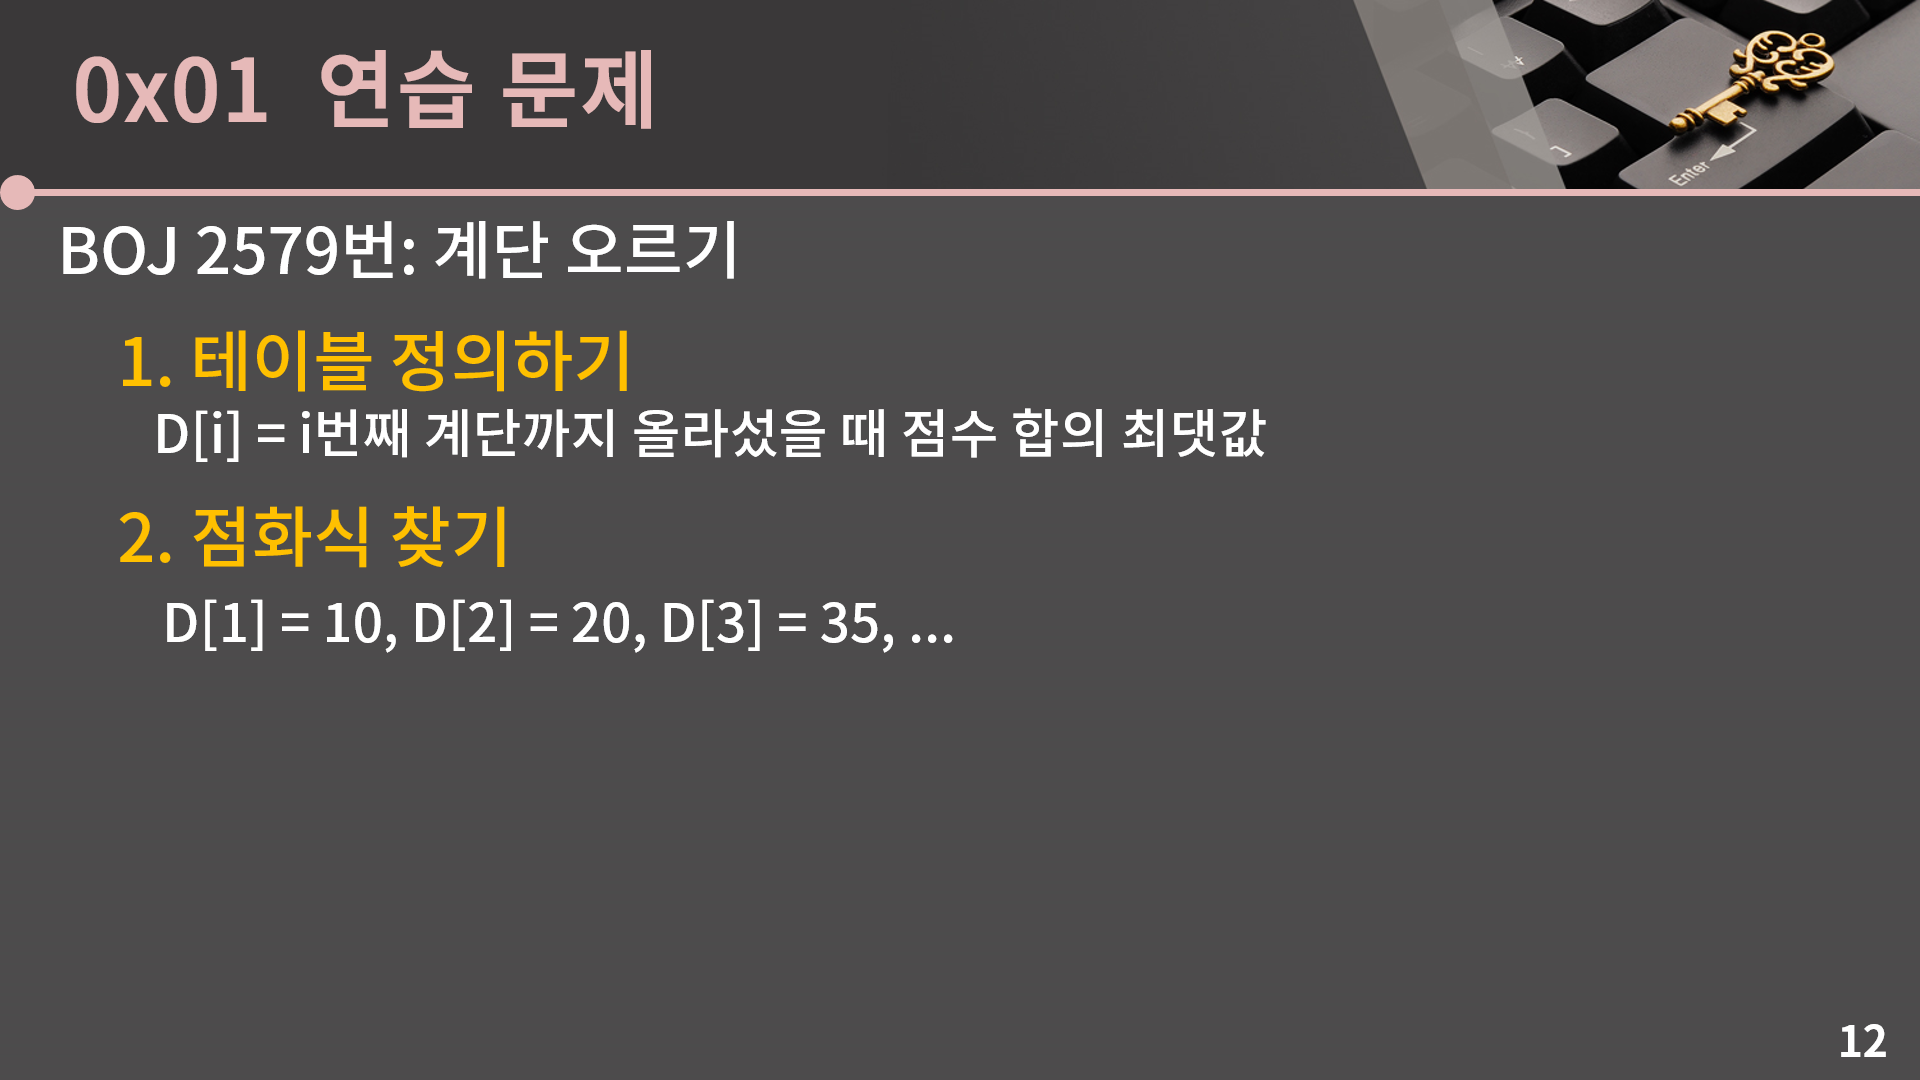 0x01 연습 문제
Enter
BOJ 2579번: 계단 오르기
1. 테이블 정의하기
D[i] = i번째 계단까지 올라섰을 때 점수 합의 최댓값
2. 점화식 찾기
D[1] = 10, D[2] = 20, D[3] = 35, ...
12